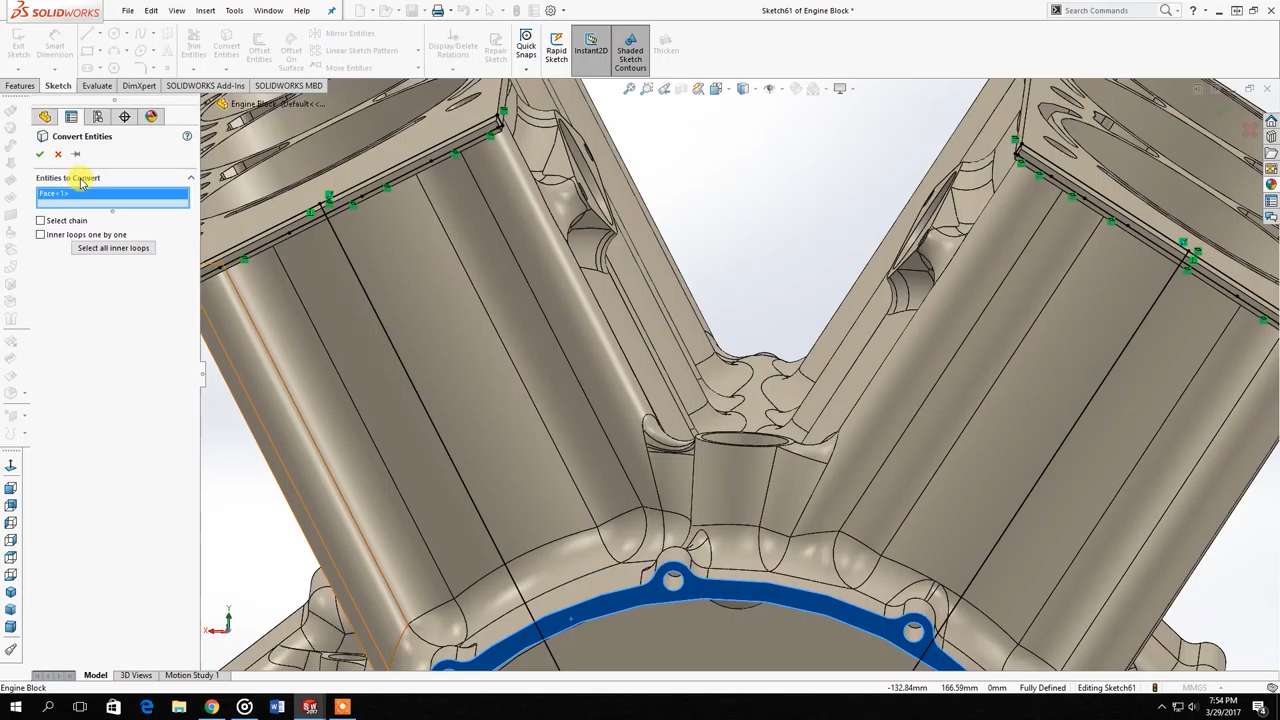 SOLIDWORKS
File Edit View Insert Tools Window Help
Sketch61 of Engine Block *
Search Commands
Exit Sketch
Smart Dimension
Trim Entities
Convert Entities
Offset Entities
Offset On Surface
Mirror Entities
Linear Sketch Pattern
Move Entities
Display/Delete Relations
Repair Sketch
Quick Snaps
Rapid Sketch
Instant2D
Shaded Sketch Contours
Thicken
Features Sketch Evaluate DimXpert SOLIDWORKS Add-Ins SOLIDWORKS MBD
Engine Block (Default<<...
Convert Entities
Entities to Convert
Face<1>
Select chain
Inner loops one by one
Select all inner loops
Y
X
Model 3D Views Motion Study 1
Engine Block
-132.84mm 166.59mm 0mm Fully Defined Editing Sketch61 MMGS
7:54 PM
3/29/2017